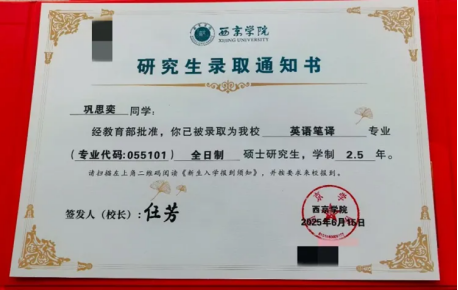 西京学院
XIJING UNIVERSITY
研究生录取通知书
巩思奕 同学：
经教育部批准，你已被录取为我校 英语笔译 专业
（专业代码:055101） 全日制 硕士研究生，学制 2.5 年。
请扫描左上角二维码阅读《新生入学报到须知》，并按要求来校报到。
签发人（校长）：任芳
西京学院
2025年6月15日